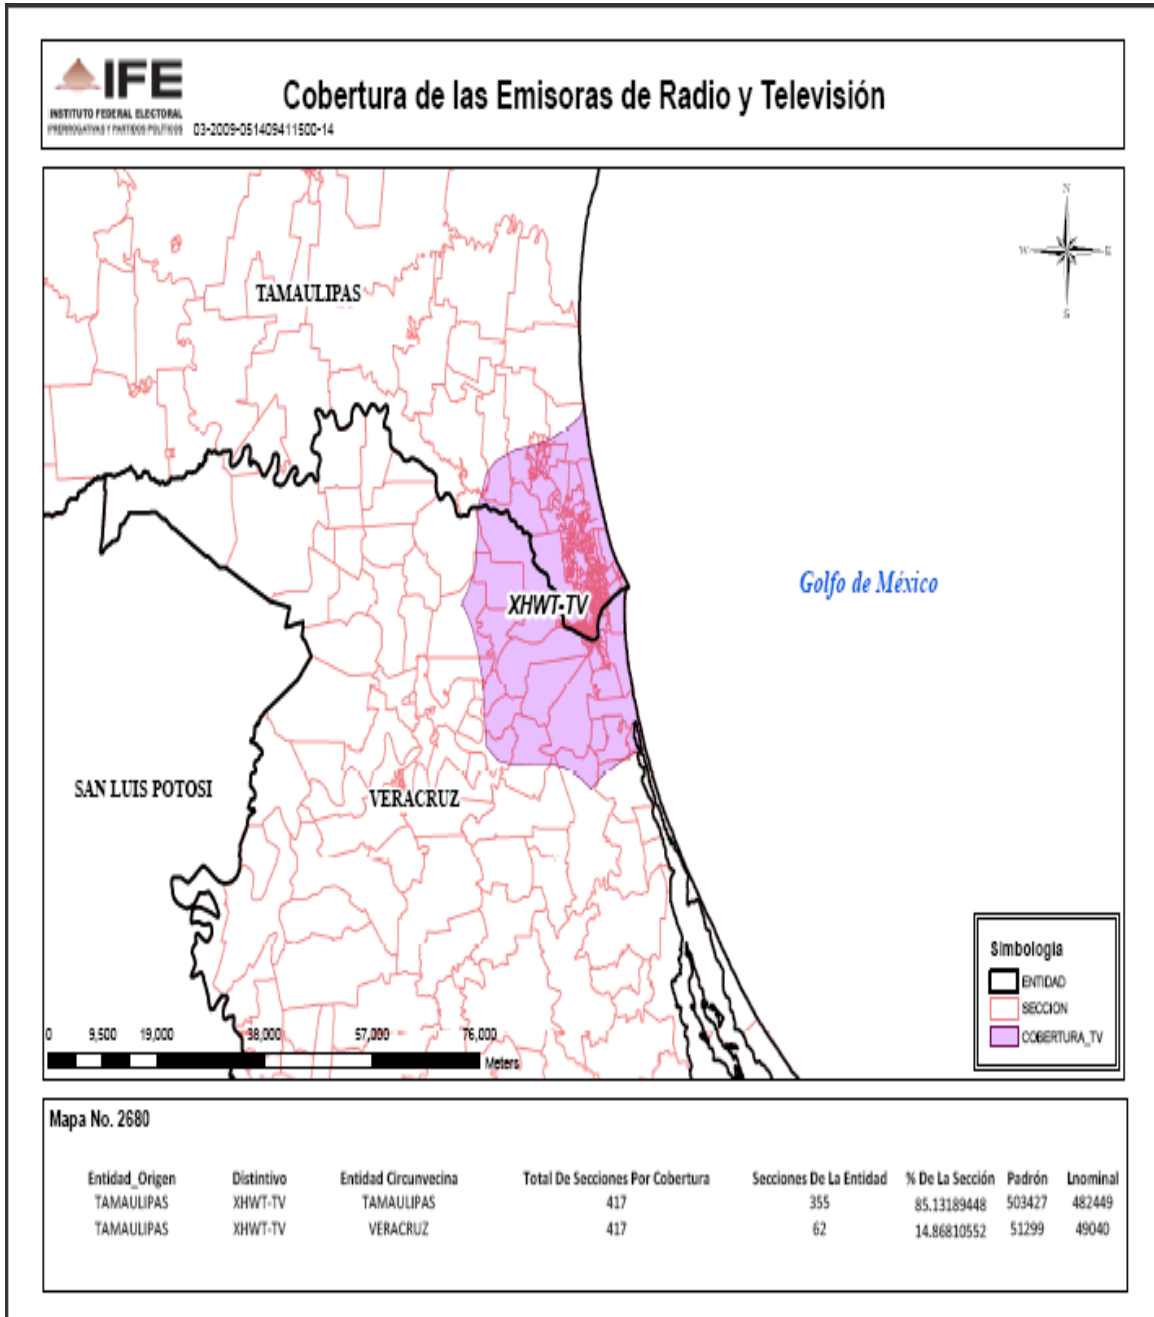 IFE
INSTITUTO FEDERAL ELECTORAL
PRERROGATIVAS Y PARTIDOS POLÍTICOS
03-2009-051409411500-14
Cobertura de las Emisoras de Radio y Televisión
N
W E
S
TAMAULIPAS
Golfo de México
XHWT-TV
SAN LUIS POTOSI
VERACRUZ
Simbologia
ENTIDAD
SECCION
COBERTURA_TV
0 9,500 19,000 38,000 57,000 76,000
Meters
Mapa No. 2680
Entidad_Origen Distintivo Entidad Circunvecina Total De Secciones Por Cobertura Secciones De La Entidad % De La Sección Padrón Lnominal
TAMAULIPAS XHWT-TV TAMAULIPAS 417 355 85.13189448 503427 482449
TAMAULIPAS XHWT-TV VERACRUZ 417 62 14.86810552 51299 49040